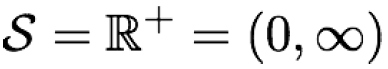 𝒮 = ℝ⁺ = (0, ∞)